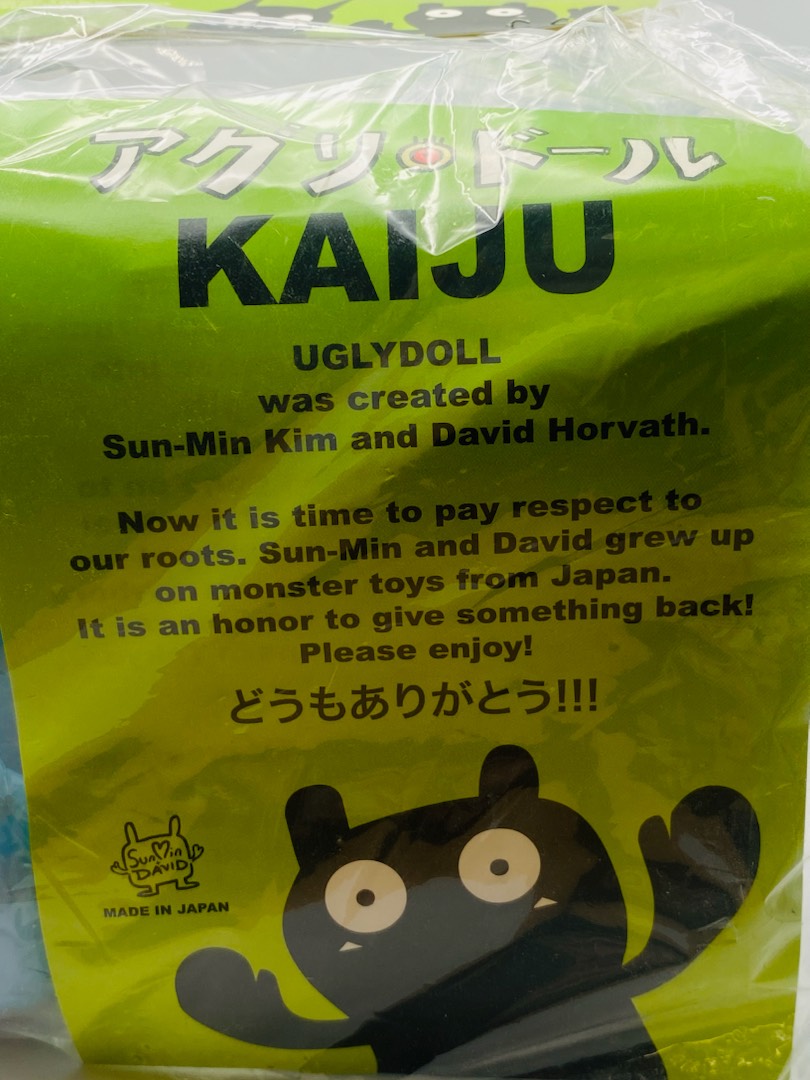 アグリードール
KAIJU
UGLYDOLL
was created by
Sun-Min Kim and David Horvath.
Now it is time to pay respect to
our roots. Sun-Min and David grew up
on monster toys from Japan.
It is an honor to give something back!
Please enjoy!
どうもありがとう!!!
Sun Min
DAVID
MADE IN JAPAN